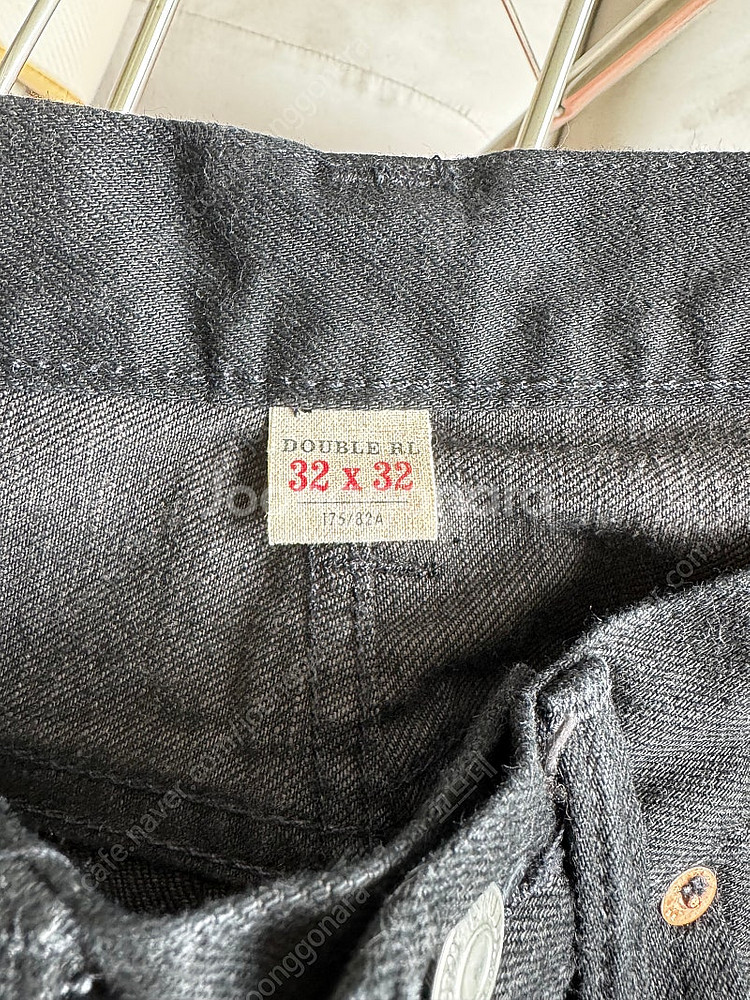 DOUBLE RL
32 x 32
175/82A